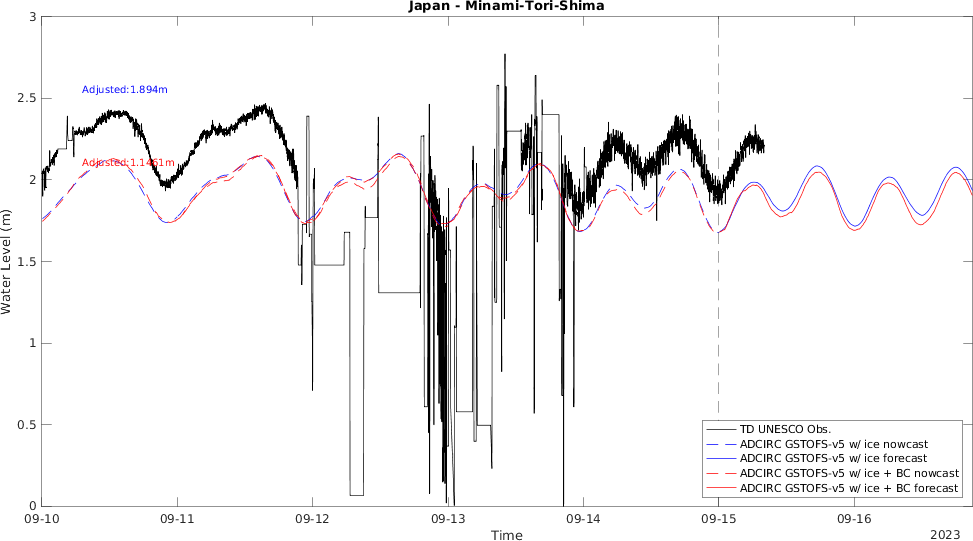 Japan - Minami-Tori-Shima
3
2.5
2
1.5
1
0.5
0
Water Level (m)
Adjusted:1.894m
Adjusted:1.1461m
TD UNESCO Obs.
ADCIRC GSTOFS-v5 w/ ice nowcast
ADCIRC GSTOFS-v5 w/ ice forecast
ADCIRC GSTOFS-v5 w/ ice + BC nowcast
ADCIRC GSTOFS-v5 w/ ice + BC forecast
09-10 09-11 09-12 09-13 09-14 09-15 09-16
Time
2023